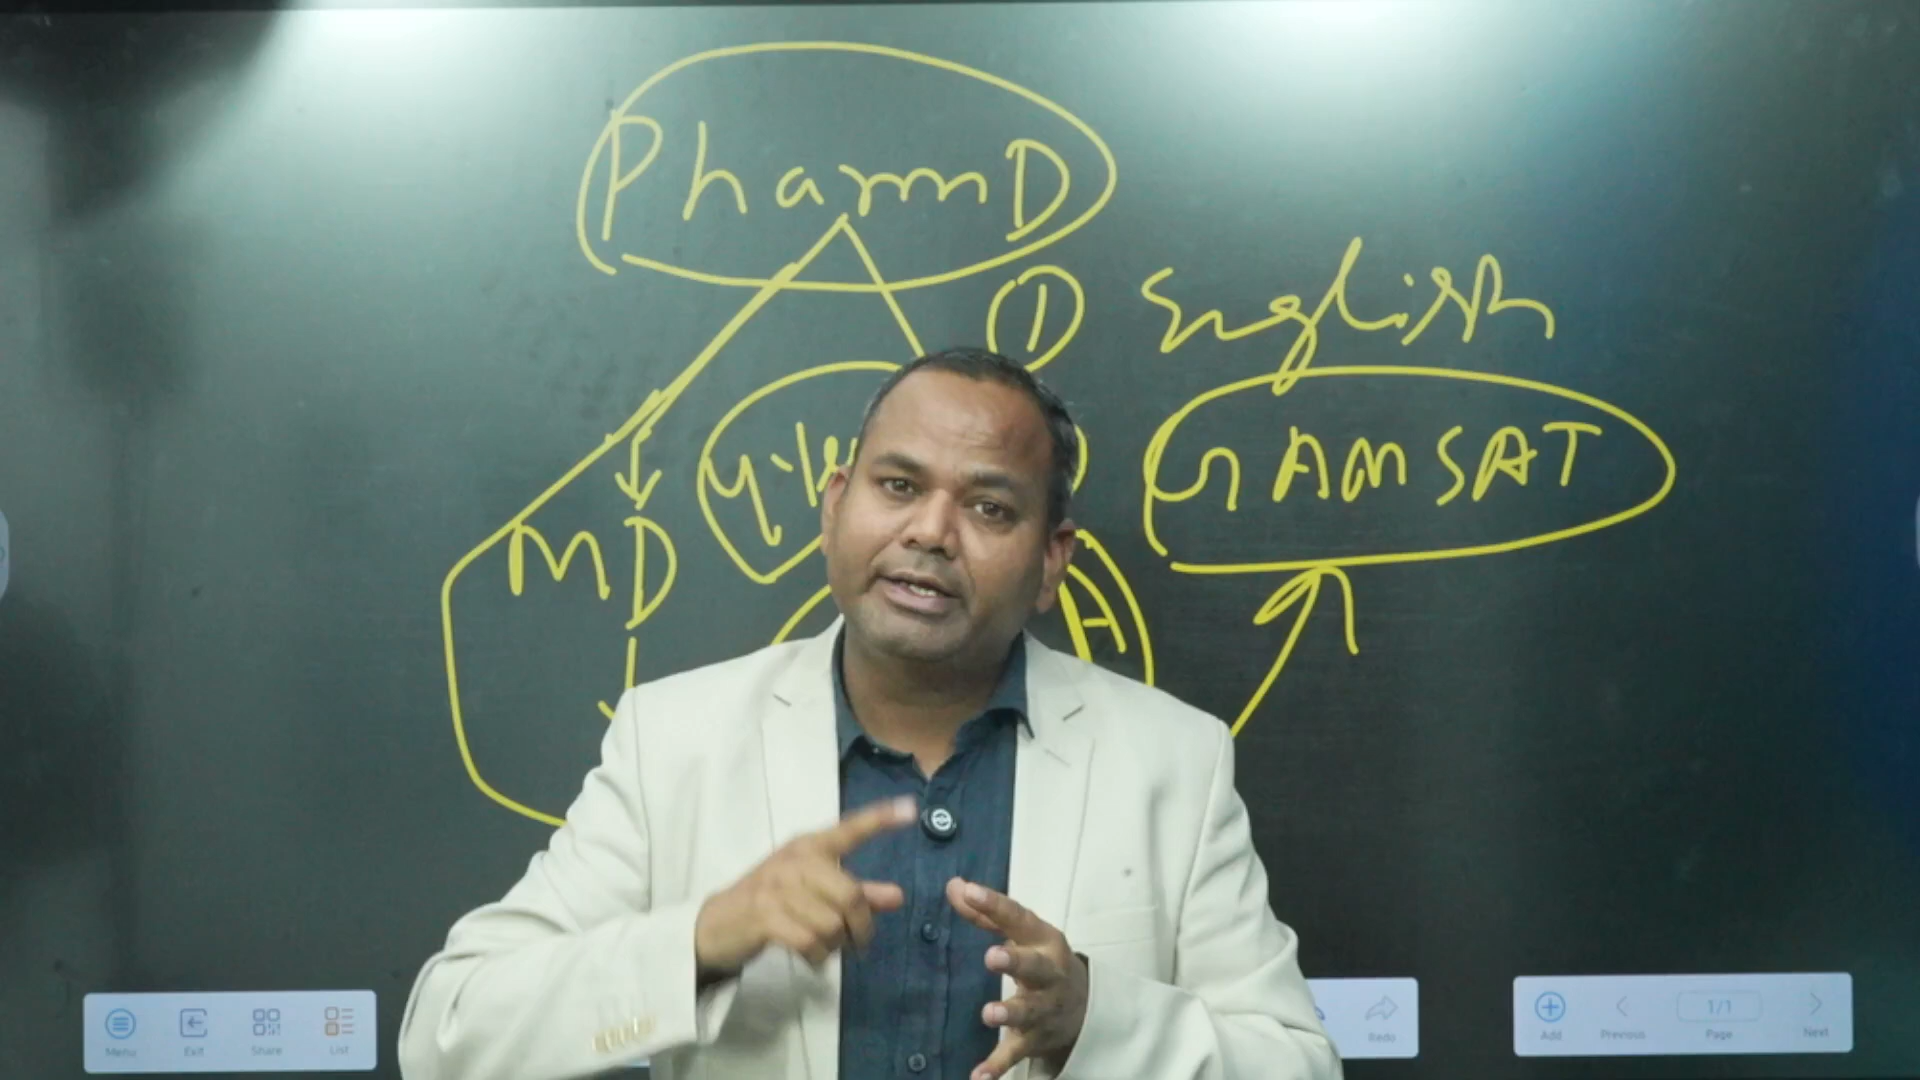 PharmD
① English
GAMSAT
MD
Menu Exit Share List Redo Add Previous 1/1 Page Next